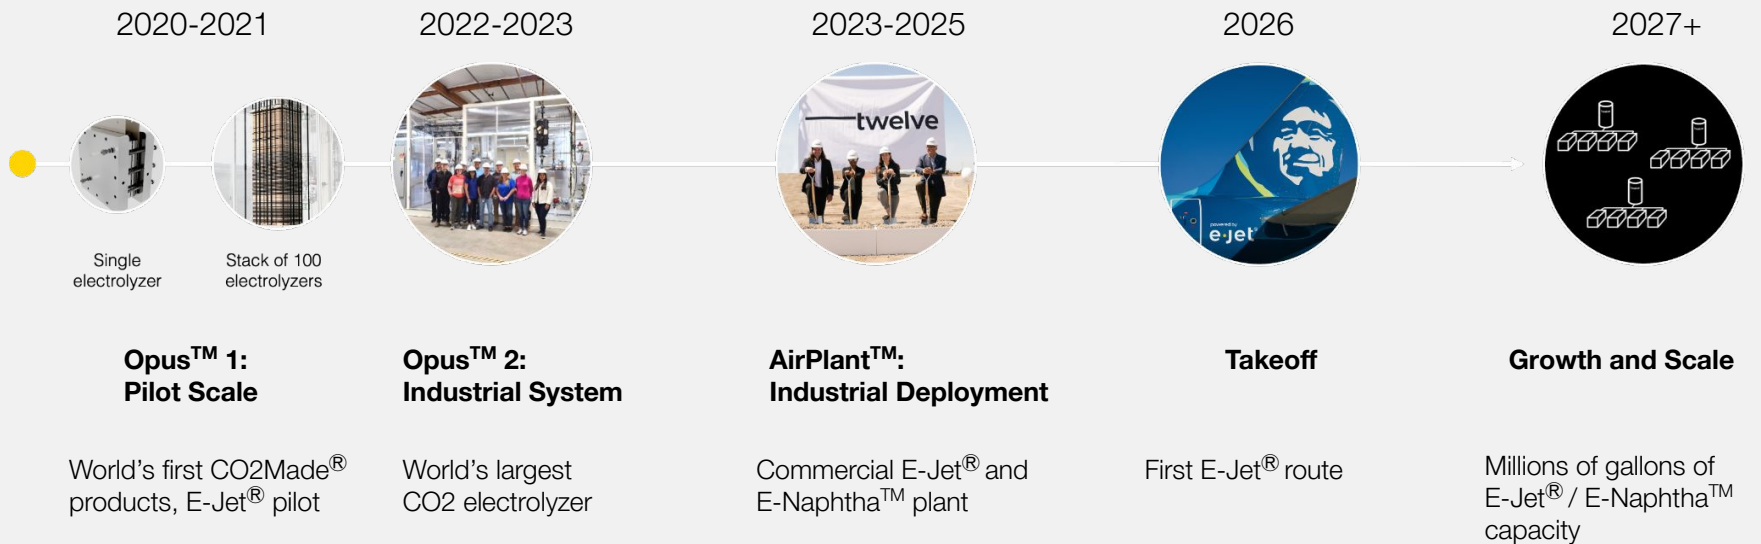 2020-2021
2022-2023
2023-2025
2026
2027+
twelve
powered by
e·jet®
Single
electrolyzer
Stack of 100
electrolyzers
Opus™ 1:
Pilot Scale
Opus™ 2:
Industrial System
AirPlant™:
Industrial Deployment
Takeoff
Growth and Scale
World’s first CO2Made®
products, E-Jet® pilot
World’s largest
CO2 electrolyzer
Commercial E-Jet® and
E-Naphtha™ plant
First E-Jet® route
Millions of gallons of
E-Jet® / E-Naphtha™
capacity